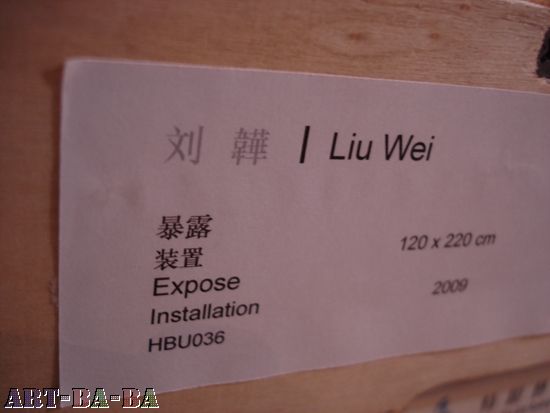 刘 韡 | Liu Wei
暴露
装置 120 x 220 cm
Expose
Installation 2009
HBU036
ART-BA-BA